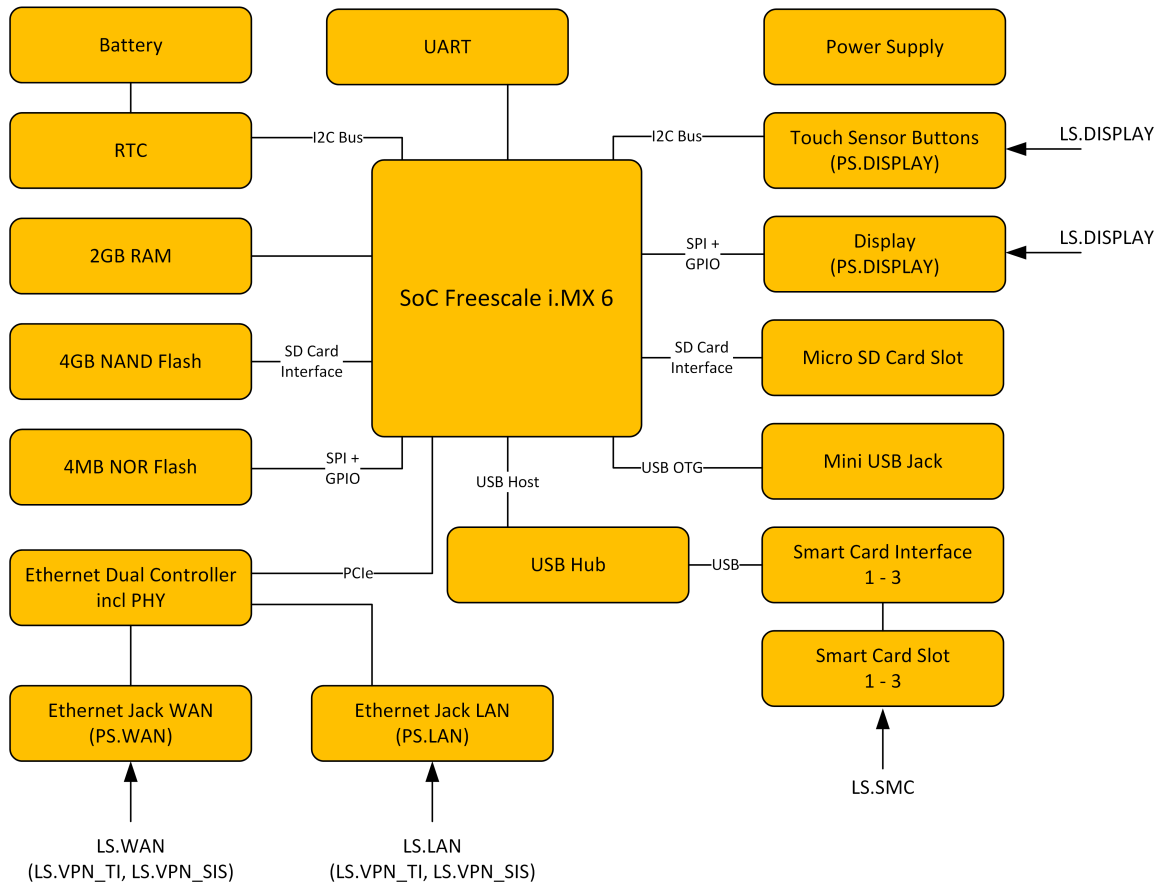 Battery
UART
Power Supply
RTC
I2C Bus
I2C Bus
Touch Sensor Buttons
(PS.DISPLAY)
LS.DISPLAY
2GB RAM
SoC Freescale i.MX 6
SPI +
GPIO
Display
(PS.DISPLAY)
LS.DISPLAY
4GB NAND Flash
SD Card
Interface
SD Card
Interface
Micro SD Card Slot
4MB NOR Flash
SPI +
GPIO
USB Host
USB OTG
Mini USB Jack
Ethernet Dual Controller
incl PHY
PCIe
USB Hub
USB
Smart Card Interface
1 - 3
Smart Card Slot
1 - 3
Ethernet Jack WAN
(PS.WAN)
Ethernet Jack LAN
(PS.LAN)
LS.SMC
LS.WAN
(LS.VPN_TI, LS.VPN_SIS)
LS.LAN
(LS.VPN_TI, LS.VPN_SIS)